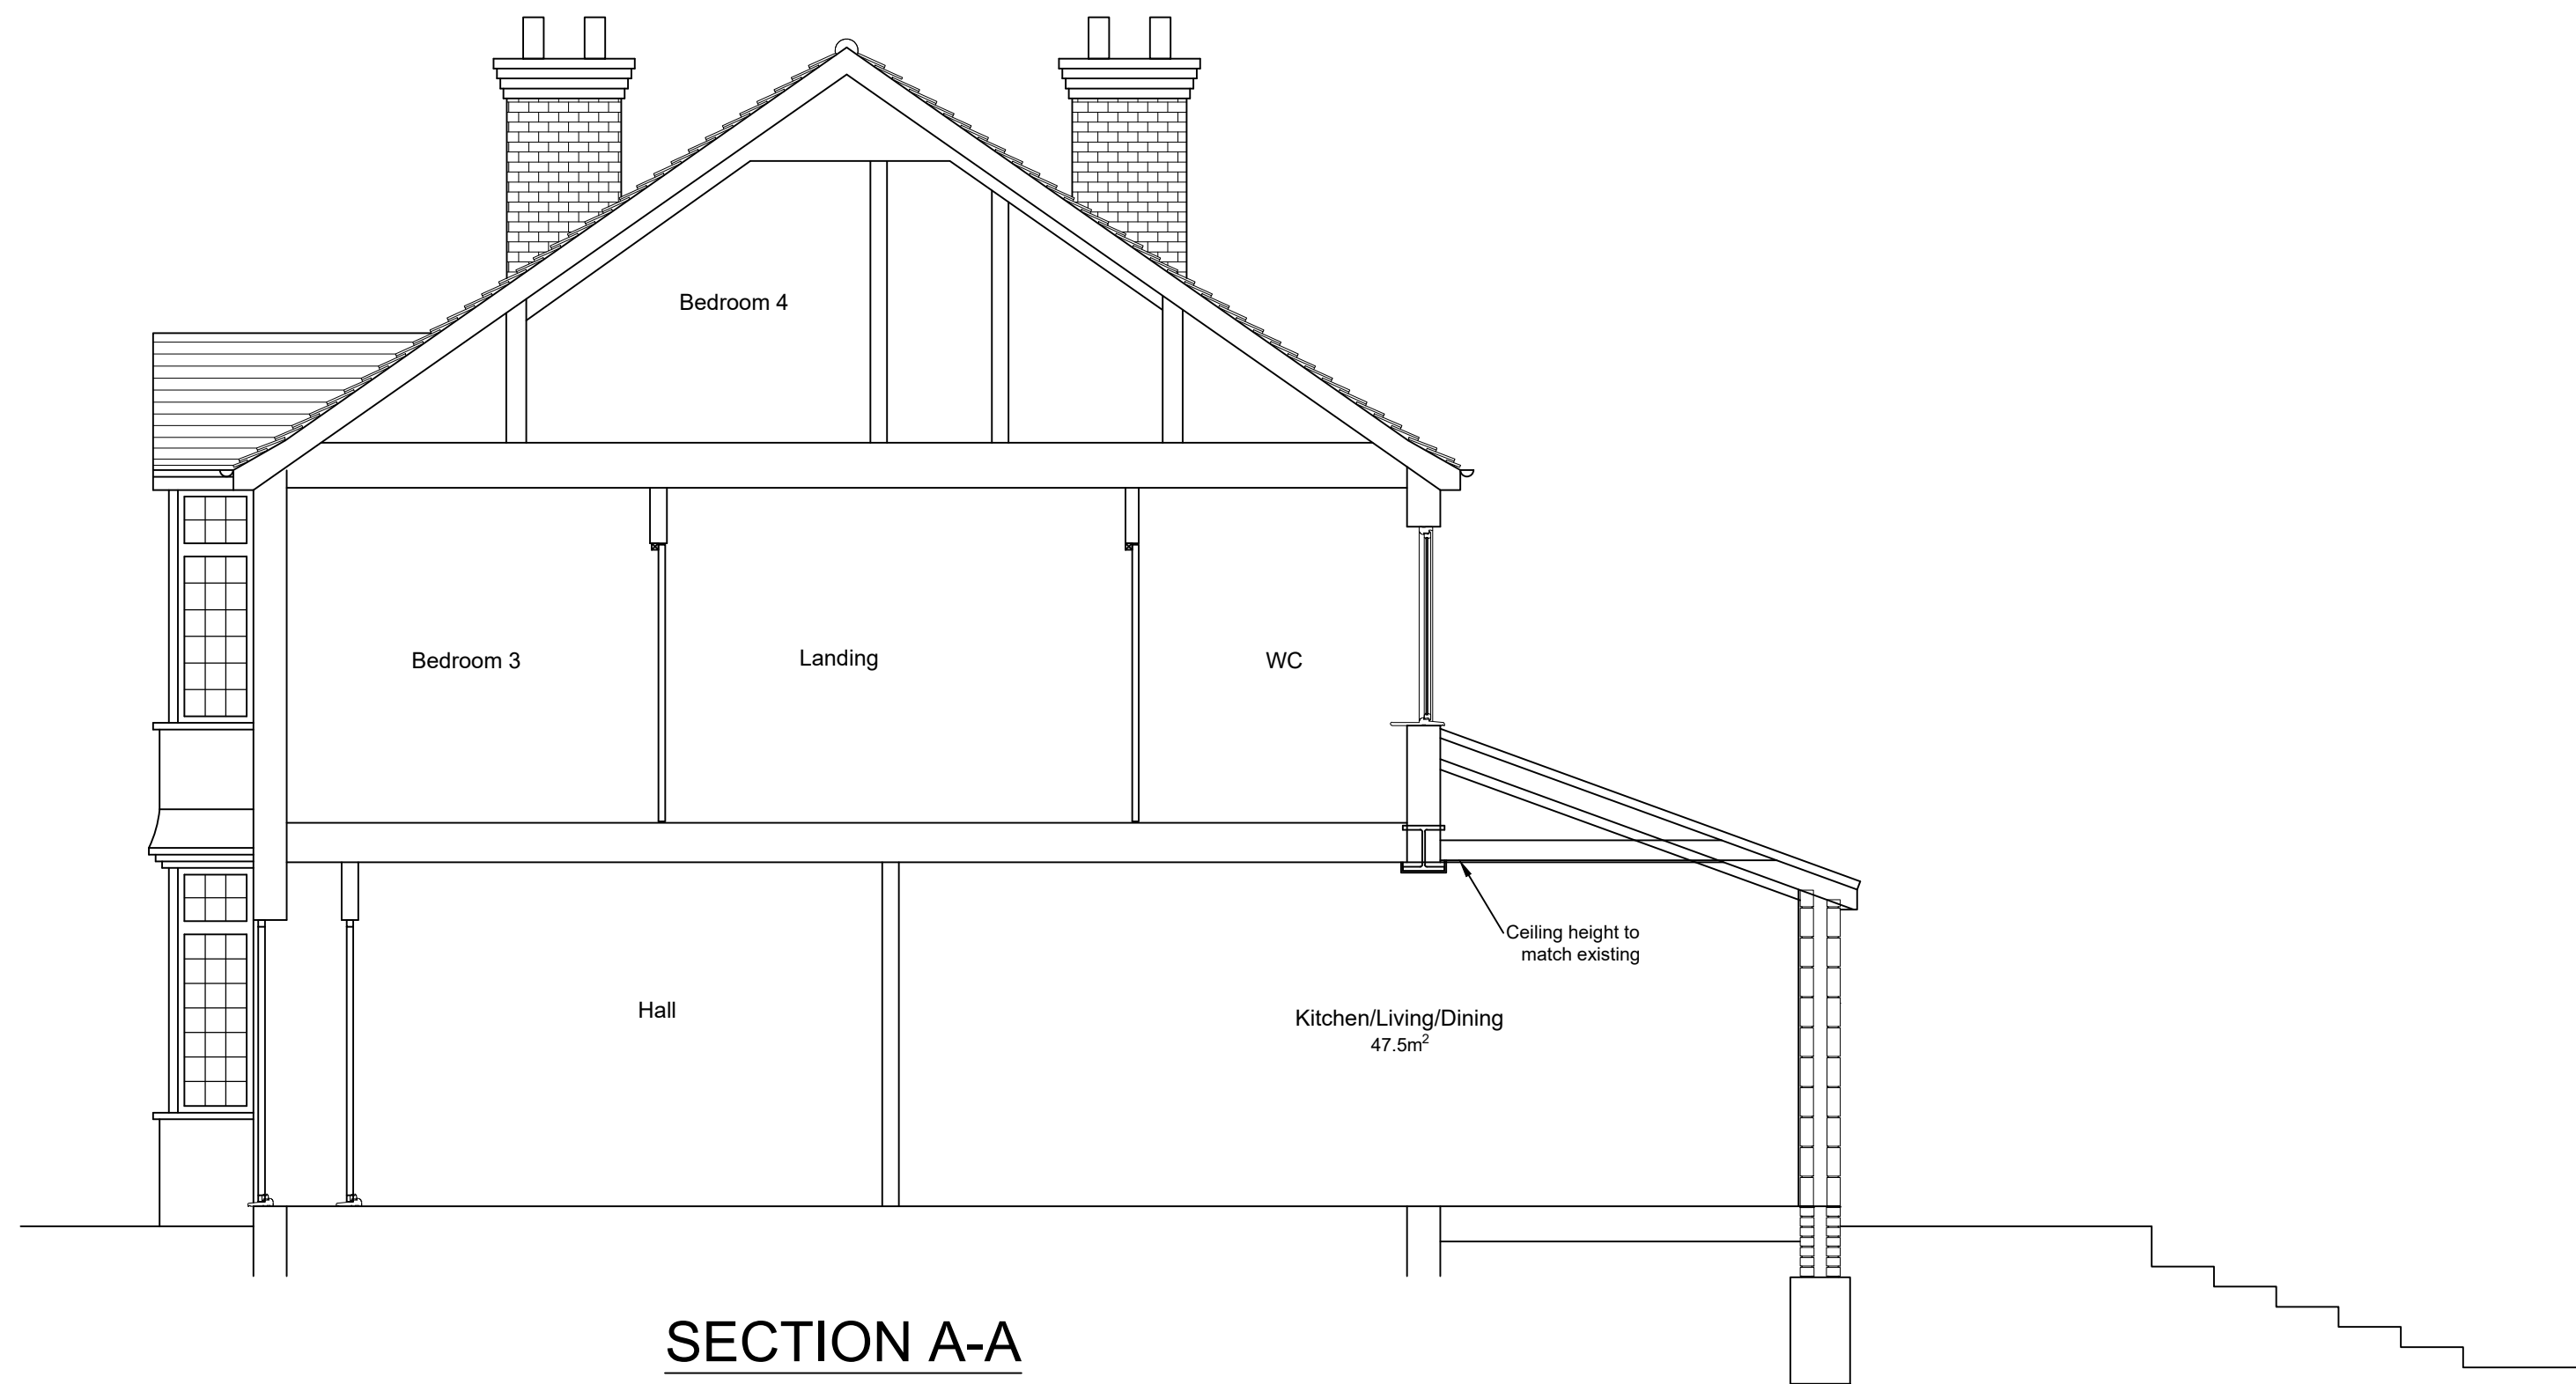 Bedroom 4
Bedroom 3
Landing
WC
Ceiling height to
match existing
Hall
Kitchen/Living/Dining
47.5m²
SECTION A-A